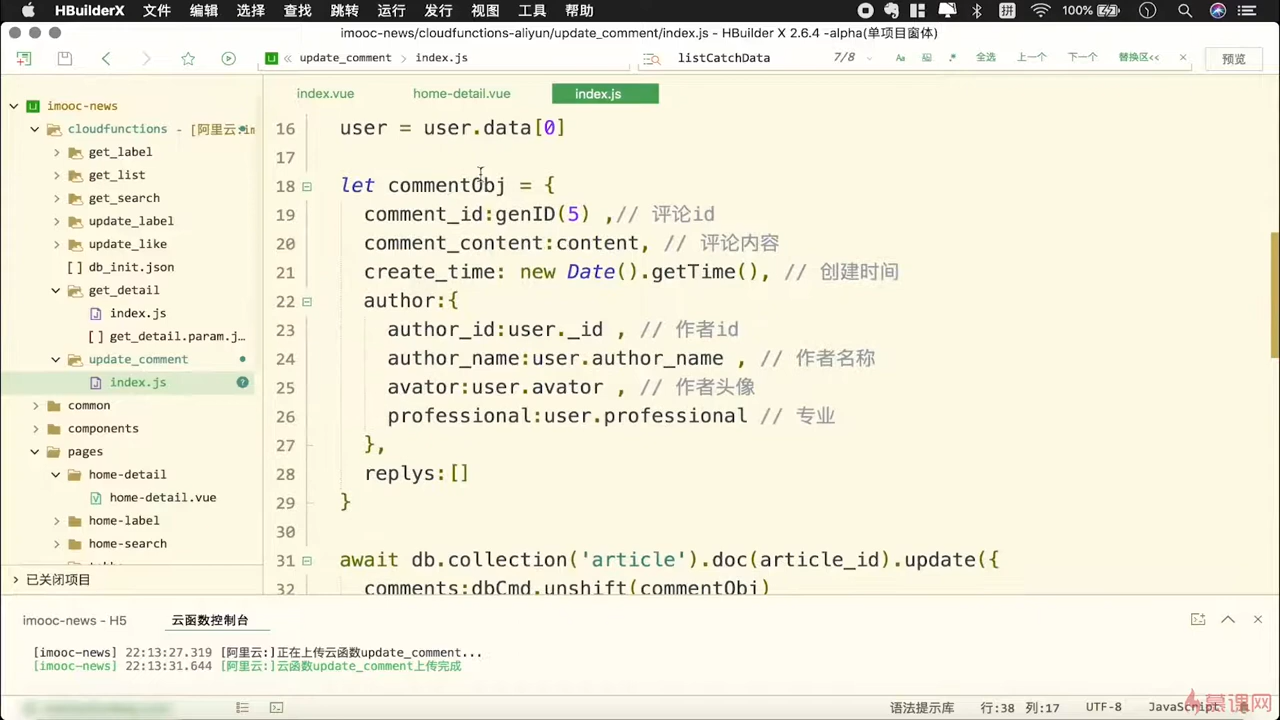 HBuilderX 文件 编辑 选择 查找 跳转 运行 发行 视图 工具 帮助 100%
imooc-news/cloudfunctions-aliyun/update_comment/index.js - HBuilder X 2.6.4 -alpha(单项目窗体)
update_comment index.js listCatchData 7/8 Aa .* 全选 上一个 下一个 替换区<< 预览
index.vue home-detail.vue index.js
imooc-news
cloudfunctions - [阿里云:im
get_label
get_list
get_search
update_label
update_like
[ ] db_init.json
get_detail
index.js
[ ] get_detail.param.j…
update_comment
index.js
common
components
pages
home-detail
home-detail.vue
home-label
home-search
已关闭项目
16 user = user.data[0]
17
18 let commentObj = {
19 comment_id:genID(5) ,// 评论id
20 comment_content:content, // 评论内容
21 create_time: new Date().getTime(), // 创建时间
22 author:{
23 author_id:user._id , // 作者id
24 author_name:user.author_name , // 作者名称
25 avator:user.avator , // 作者头像
26 professional:user.professional // 专业
27 },
28 replys:[]
29 }
30
31 await db.collection('article').doc(article_id).update({
32 comments:dbCmd.unshift(commentObj)
imooc-news - H5 云函数控制台
[imooc-news] 22:13:27.319 [阿里云:]正在上传云函数update_comment...
[imooc-news] 22:13:31.644 [阿里云:]云函数update_comment上传完成
语法提示库 行:38 列:17 UTF-8 JavaScript
慕课网